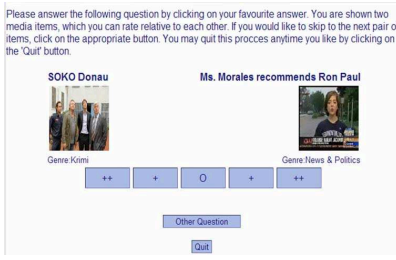 Please answer the following question by clicking on your favourite answer. You are shown two
media items, which you can rate relative to each other. If you would like to skip to the next pair o
items, click on the appropriate button. You may quit this procces anytime you like by clicking on
the 'Quit' button.
SOKO Donau
Ms. Morales recommends Ron Paul
Genre:Krimi
Genre:News & Politics
++
+
O
+
++
Other Question
Quit